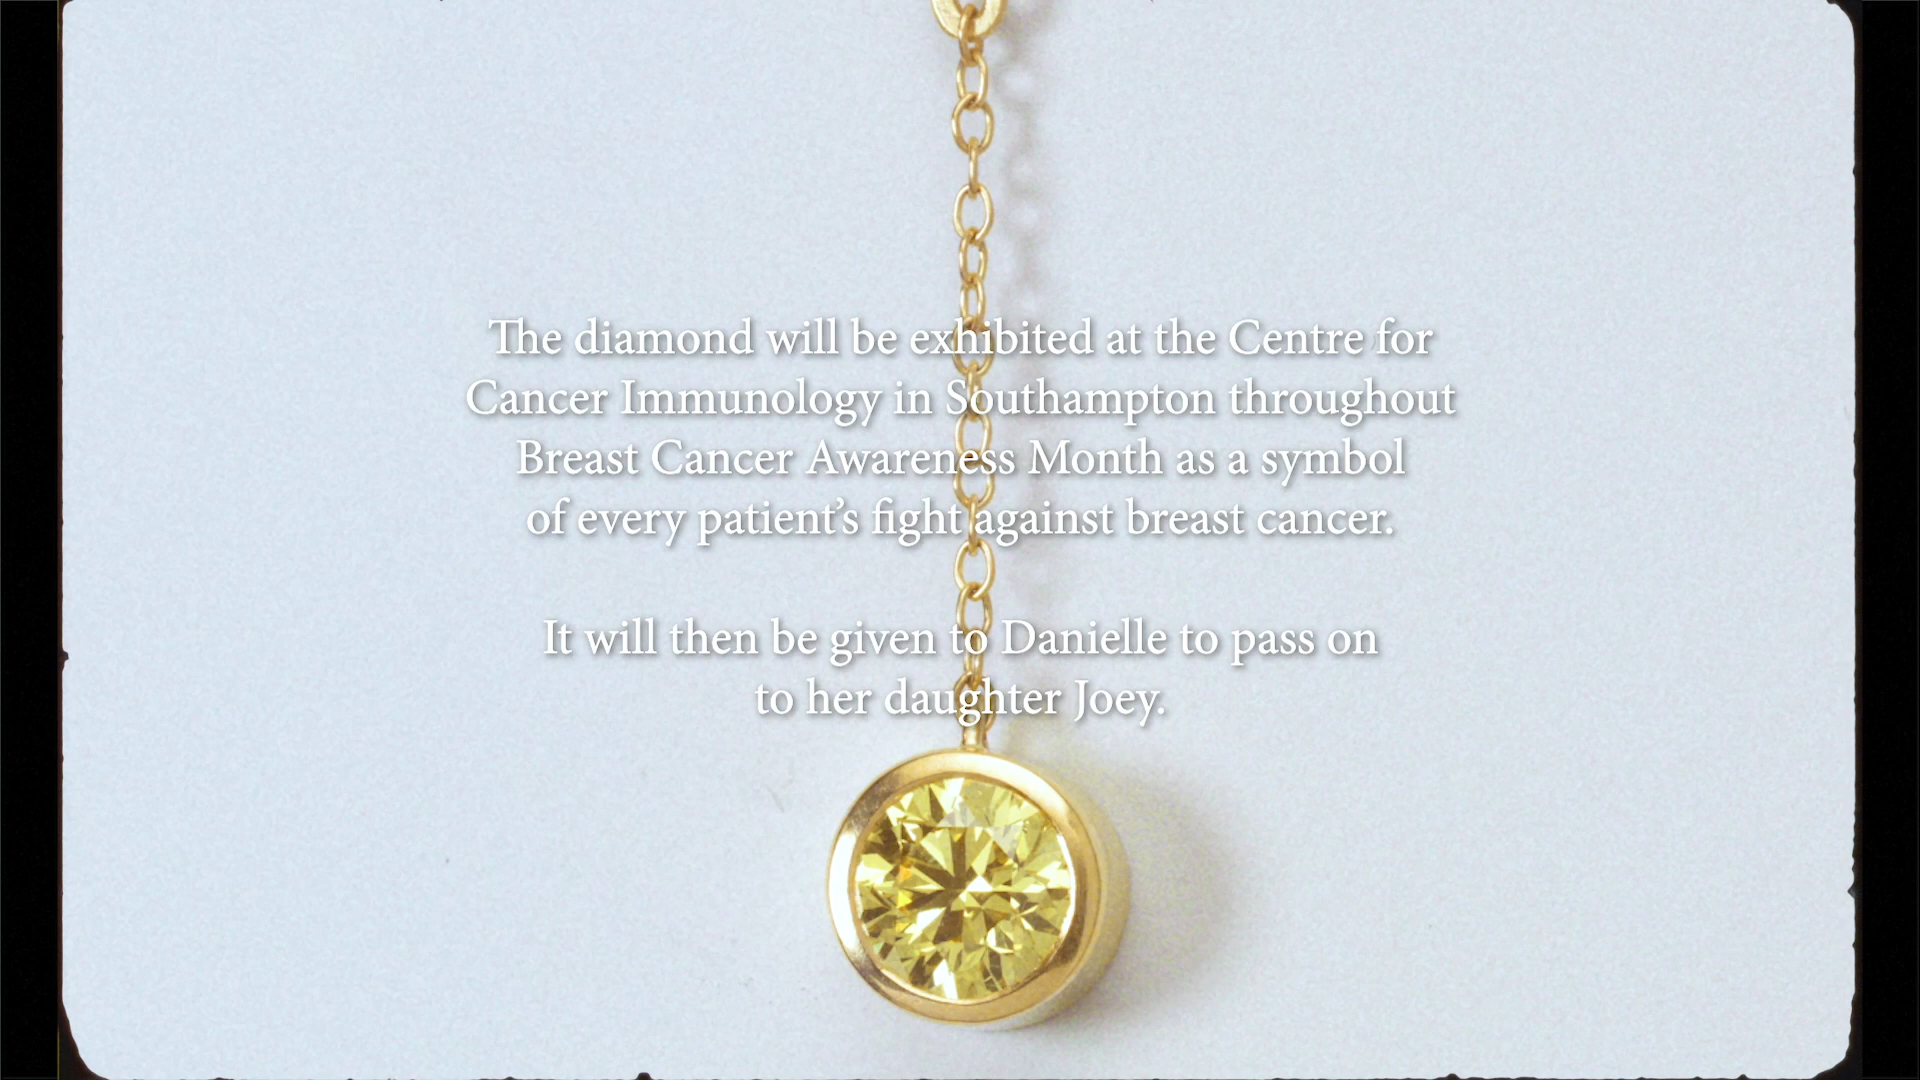 The diamond will be exhibited at the Centre for
Cancer Immunology in Southampton throughout
Breast Cancer Awareness Month as a symbol
of every patient’s fight against breast cancer.
It will then be given to Danielle to pass on
to her daughter Joey.